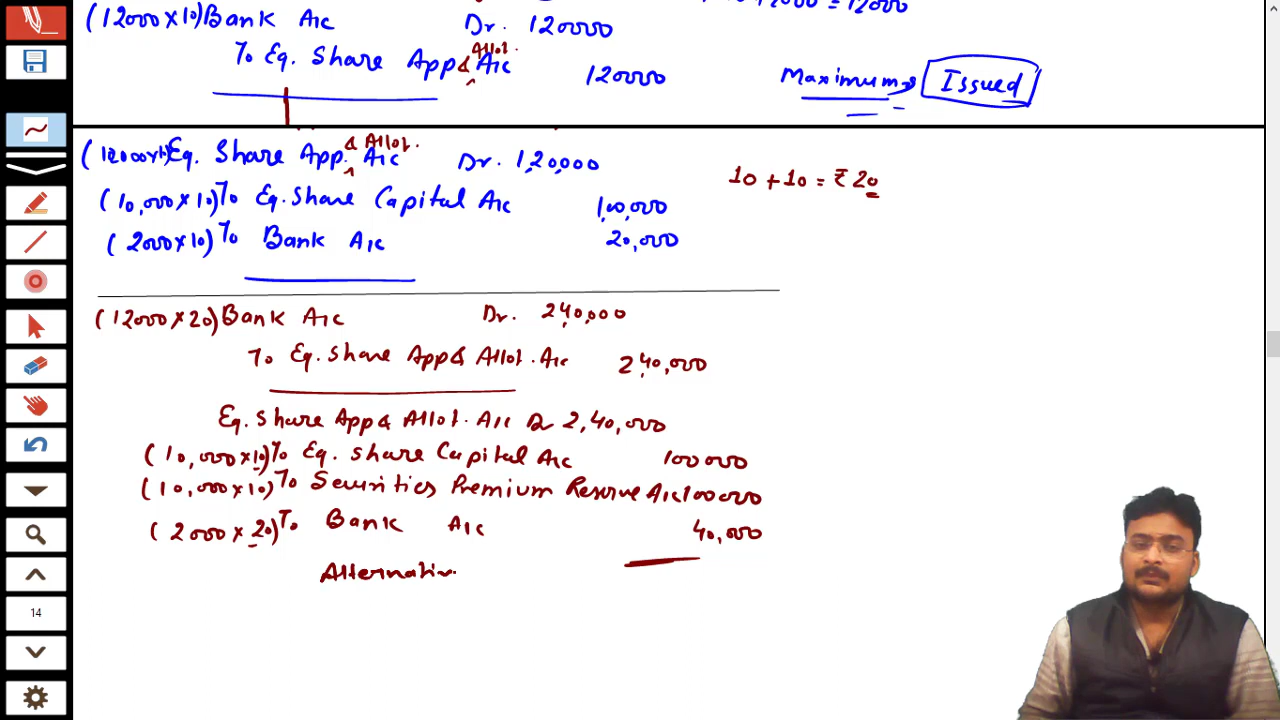 (12000×10) Bank A/c Dr. 120000
To Eq. Share App & Allot. A/c 120000
Maximum → Issued
Eq. Share App. & Allot. A/c Dr. 1,20,000
10 + 10 = ₹ 20
(10,000×10) To Eq. Share Capital A/c 1,00,000
(2000×10) To Bank A/c 20,000
(12000×20) Bank A/c Dr. 240,000
To Eq. Share App & Allot. A/c 240,000
Eq. Share App & Allot. A/c Dr 2,40,000
(10,000×10) To Eq. Share Capital A/c 100000
(10,000×10) To Securities Premium Reserve A/c 100000
(2000×20) To Bank A/c 40,000
Alternativ
14